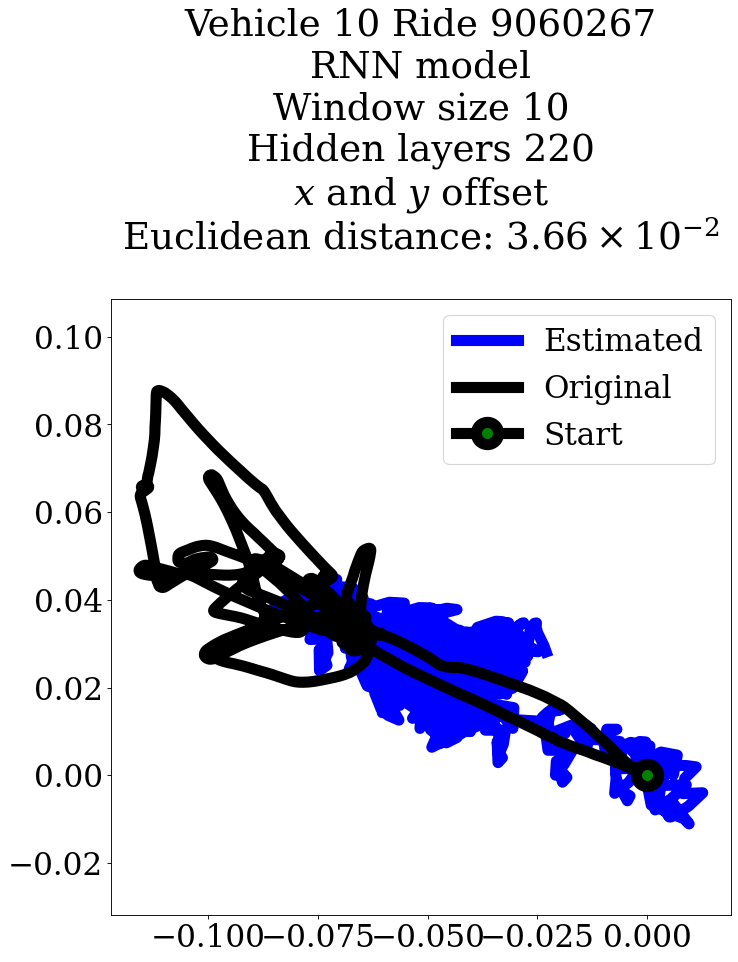 Vehicle 10 Ride 9060267
RNN model
Window size 10
Hidden layers 220
x and y offset
Euclidean distance: 3.66 × 10⁻²
Estimated
Original
Start
0.10
0.08
0.06
0.04
0.02
0.00
−0.02
−0.100 −0.075 −0.050 −0.025 0.000